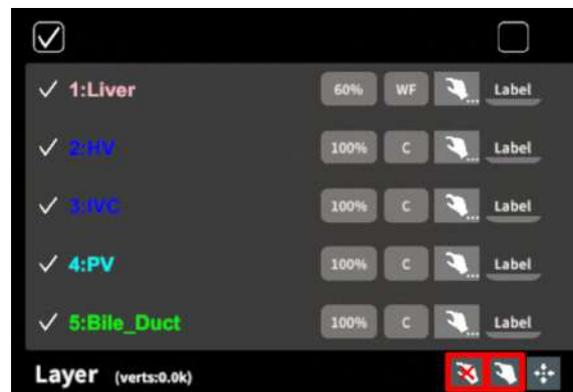 1:Liver 60% WF Label
2:HV 100% C Label
3:IVC 100% C Label
4:PV 100% C Label
5:Bile_Duct 100% C Label
Layer (verts:0.0k)